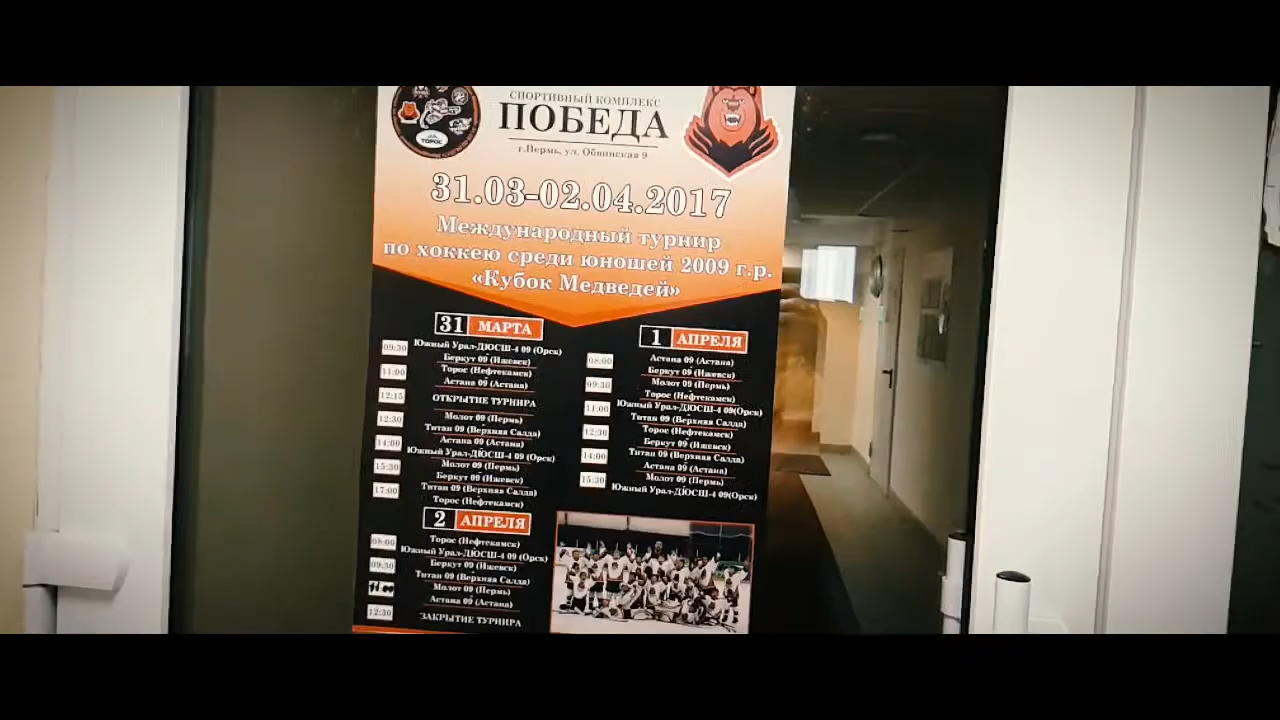 ТОРОС
СПОРТИВНЫЙ КОМПЛЕКС
ПОБЕДА
г.Пермь, ул. Обвинская 9
31.03-02.04.2017
Международный турнир
по хоккею среди юношей 2009 г.р.
«Кубок Медведей»
31 МАРТА
09:30 Южный Урал-ДЮСШ-4 09 (Орск)
Беркут 09 (Ижевск)
11:00 Торос (Нефтекамск)
Астана 09 (Астана)
12:15 ОТКРЫТИЕ ТУРНИРА
12:30 Молот 09 (Пермь)
Титан 09 (Верхняя Салда)
14:00 Астана 09 (Астана)
Южный Урал-ДЮСШ-4 09 (Орск)
15:30 Молот 09 (Пермь)
Беркут 09 (Ижевск)
17:00 Титан 09 (Верхняя Салда)
Торос (Нефтекамск)
1 АПРЕЛЯ
08:00 Астана 09 (Астана)
Беркут 09 (Ижевск)
09:30 Молот 09 (Пермь)
Торос (Нефтекамск)
11:00 Южный Урал-ДЮСШ-4 09(Орск)
Титан 09 (Верхняя Салда)
12:30 Торос (Нефтекамск)
Беркут 09 (Ижевск)
14:00 Титан 09 (Верхняя Салда)
Астана 09 (Астана)
15:30 Молот 09 (Пермь)
Южный Урал-ДЮСШ-4 09(Орск)
2 АПРЕЛЯ
08:00 Торос (Нефтекамск)
Южный Урал-ДЮСШ-4 09 (Орск)
09:30 Беркут 09 (Ижевск)
Титан 09 (Верхняя Салда)
Молот 09 (Пермь)
Астана 09 (Астана)
12:30 ЗАКРЫТИЕ ТУРНИРА